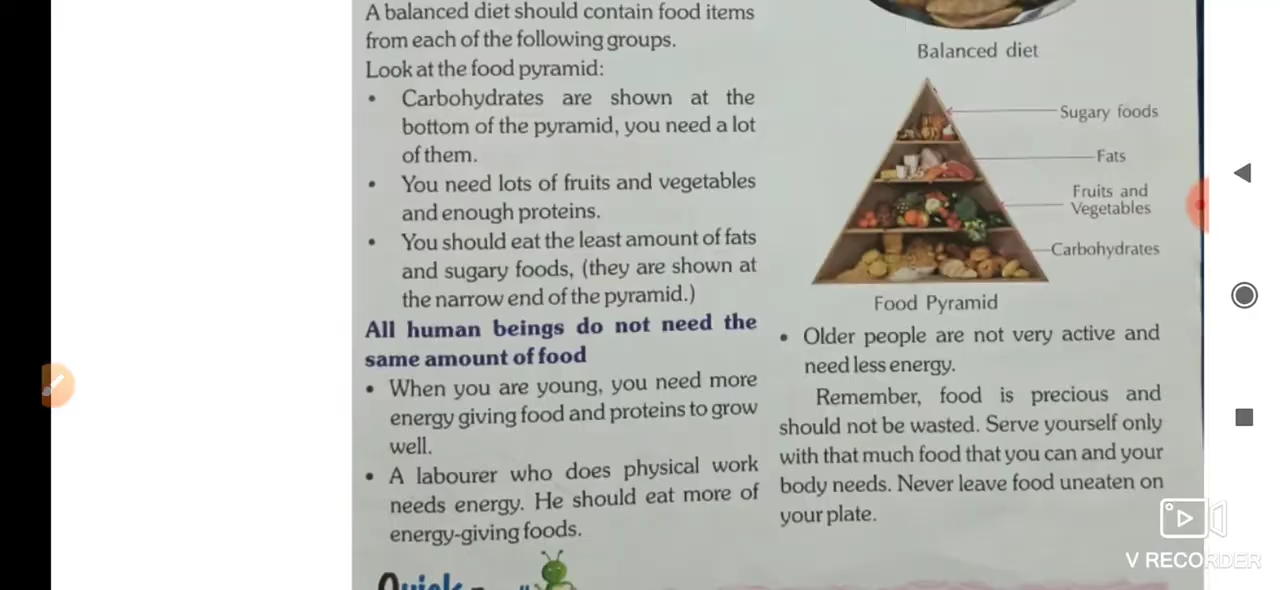 A balanced diet should contain food items
from each of the following groups.
Look at the food pyramid:
• Carbohydrates are shown at the
bottom of the pyramid, you need a lot
of them.
• You need lots of fruits and vegetables
and enough proteins.
• You should eat the least amount of fats
and sugary foods, (they are shown at
the narrow end of the pyramid.)
All human beings do not need the
same amount of food
• When you are young, you need more
energy giving food and proteins to grow
well.
• A labourer who does physical work
needs energy. He should eat more of
energy-giving foods.
Quick
Balanced diet
Sugary foods
Fats
Fruits and
Vegetables
Carbohydrates
Food Pyramid
• Older people are not very active and
need less energy.
Remember, food is precious and
should not be wasted. Serve yourself only
with that much food that you can and your
body needs. Never leave food uneaten on
your plate.
V RECORDER